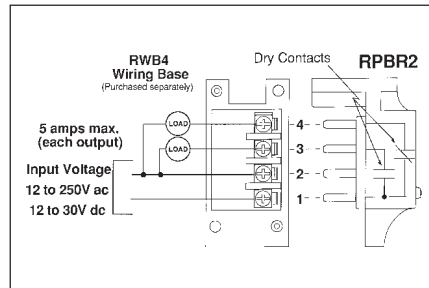 RWB4
Wiring Base
(Purchased separately)
Dry Contacts
RPBR2
5 amps max.
(each output)
LOAD
LOAD
Input Voltage
12 to 250V ac
12 to 30V dc
4
3
2
1